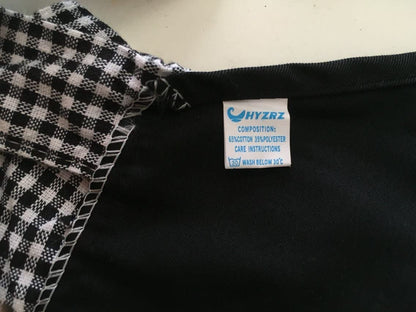 HYZRZ
COMPOSITION:
65%COTTON 35%POLYESTER
CARE INSTRUCTIONS
WASH BELOW 30°C